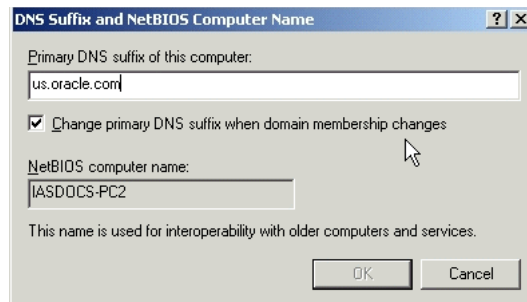 DNS Suffix and NetBIOS Computer Name
Primary DNS suffix of this computer:
us.oracle.com
Change primary DNS suffix when domain membership changes
NetBIOS computer name:
IASDOCS-PC2
This name is used for interoperability with older computers and services.
OK Cancel